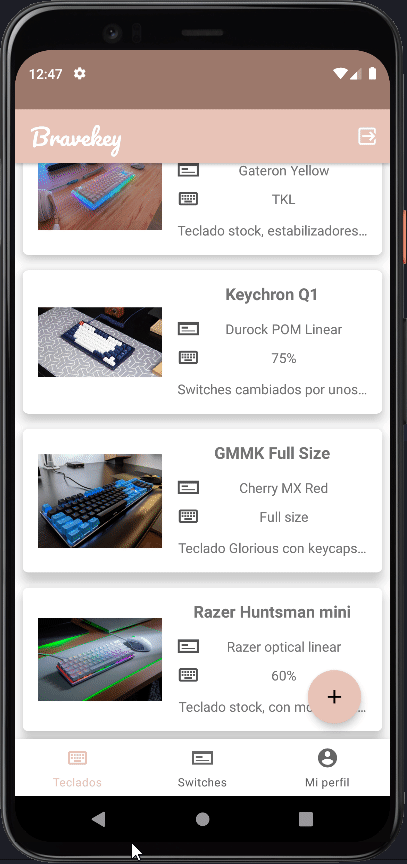 12:47
Bravekey
Gateron Yellow
TKL
Teclado stock, estabilizadores...
Keychron Q1
Durock POM Linear
75%
Switches cambiados por unos...
GMMK Full Size
Cherry MX Red
Full size
Teclado Glorious con keycaps...
Razer Huntsman mini
Razer optical linear
60%
Teclado stock, con mo
Teclados
Switches
Mi perfil